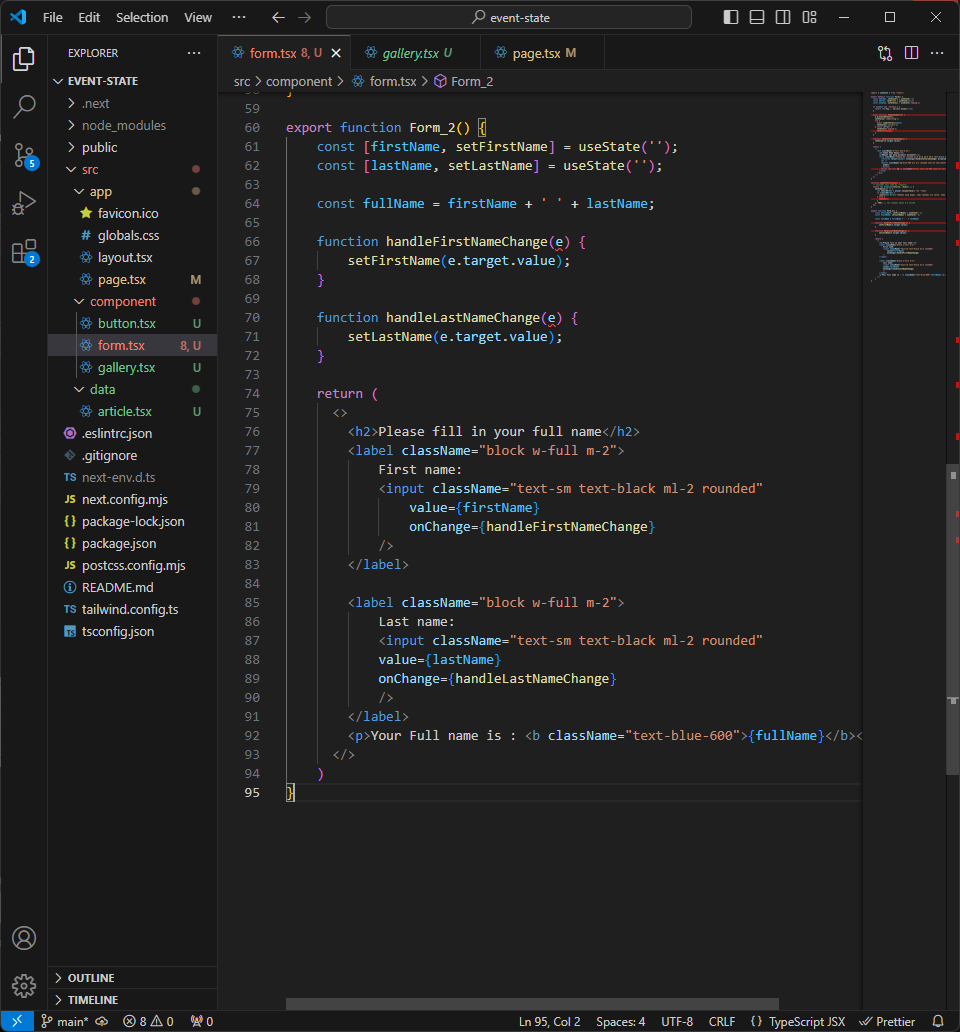 File Edit Selection View ··· event-state
EXPLORER ···
EVENT-STATE
.next
node_modules
public
src
app
favicon.ico
# globals.css
layout.tsx
page.tsx M
component
button.tsx U
form.tsx 8, U
gallery.tsx U
data
article.tsx U
.eslintrc.json
.gitignore
TS next-env.d.ts
JS next.config.mjs
{} package-lock.json
{} package.json
JS postcss.config.mjs
README.md
TS tailwind.config.ts
TS tsconfig.json
OUTLINE
TIMELINE
5
2
form.tsx 8, U gallery.tsx U page.tsx M ···
src > component > form.tsx > Form_2
58 }
59
60 export function Form_2() {
61 const [firstName, setFirstName] = useState('');
62 const [lastName, setLastName] = useState('');
63
64 const fullName = firstName + ' ' + lastName;
65
66 function handleFirstNameChange(e) {
67 setFirstName(e.target.value);
68 }
69
70 function handleLastNameChange(e) {
71 setLastName(e.target.value);
72 }
73
74 return (
75 <>
76 <h2>Please fill in your full name</h2>
77 <label className="block w-full m-2">
78 First name:
79 <input className="text-sm text-black ml-2 rounded"
80 value={firstName}
81 onChange={handleFirstNameChange}
82 />
83 </label>
84
85 <label className="block w-full m-2">
86 Last name:
87 <input className="text-sm text-black ml-2 rounded"
88 value={lastName}
89 onChange={handleLastNameChange}
90 />
91 </label>
92 <p>Your Full name is : <b className="text-blue-600">{fullName}</b><
93 </>
94 )
95 }
main* 8 0 0 Ln 95, Col 2 Spaces: 4 UTF-8 CRLF {} TypeScript JSX Prettier